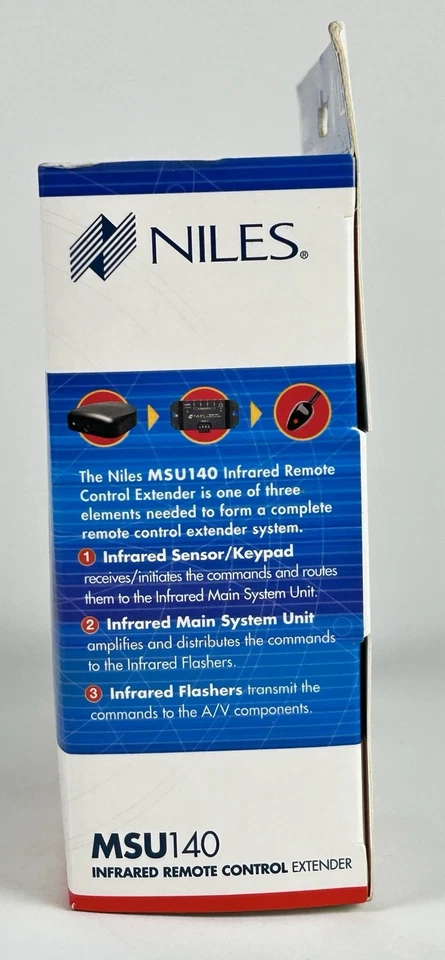 NILES®
The Niles MSU140 Infrared Remote
Control Extender is one of three
elements needed to form a complete
remote control extender system.
1 Infrared Sensor/Keypad
receives/initiates the commands and routes
them to the Infrared Main System Unit.
2 Infrared Main System Unit
amplifies and distributes the commands
to the Infrared Flashers.
3 Infrared Flashers transmit the
commands to the A/V components.
MSU140
INFRARED REMOTE CONTROL EXTENDER